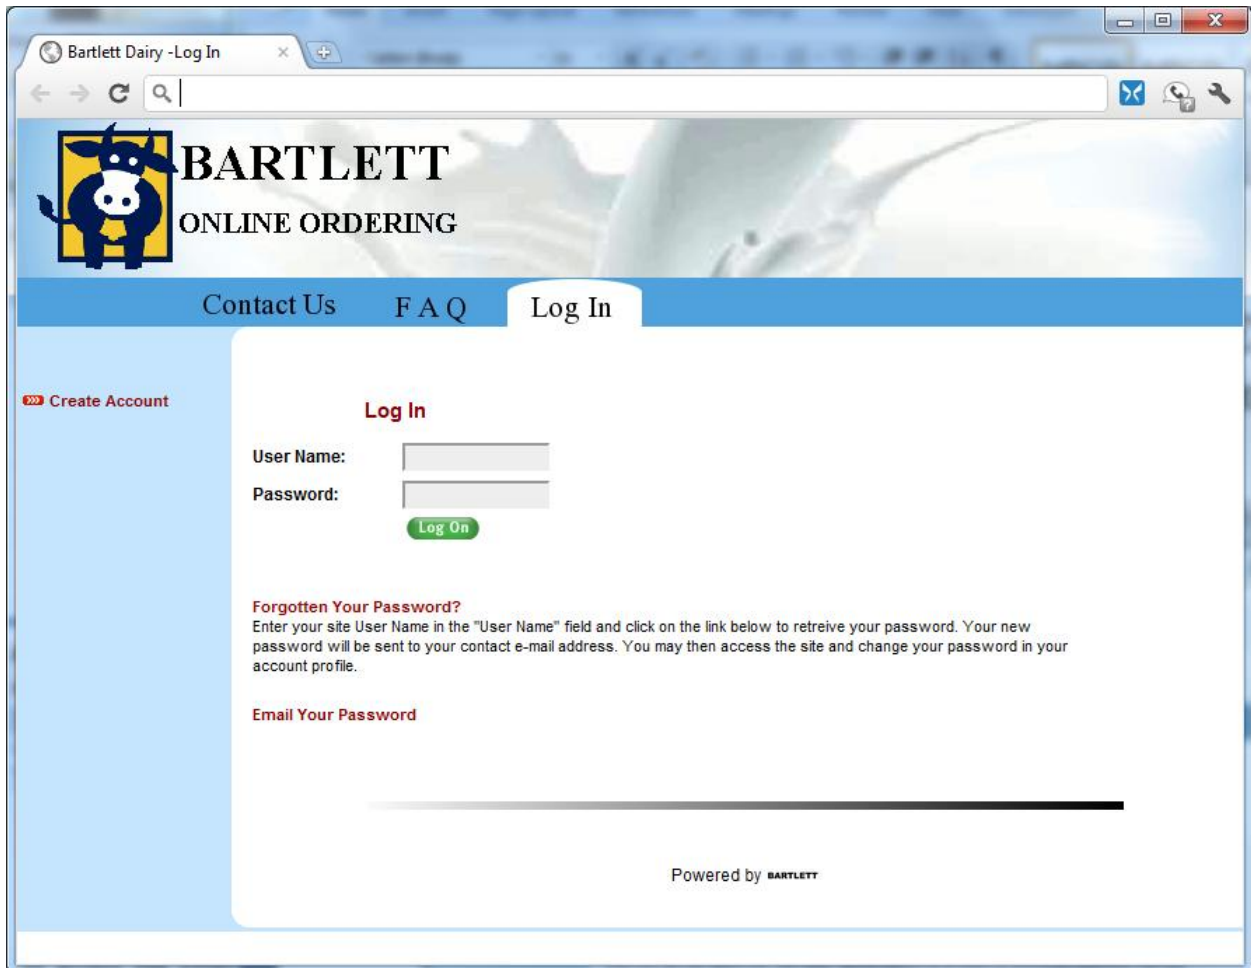 Bartlett Dairy -Log In
BARTLETT
ONLINE ORDERING
Contact Us F A Q Log In
Create Account
Log In
User Name:
Password:
Log On
Forgotten Your Password?
Enter your site User Name in the "User Name" field and click on the link below to retreive your password. Your new
password will be sent to your contact e-mail address. You may then access the site and change your password in your
account profile.
Email Your Password
Powered by BARTLETT